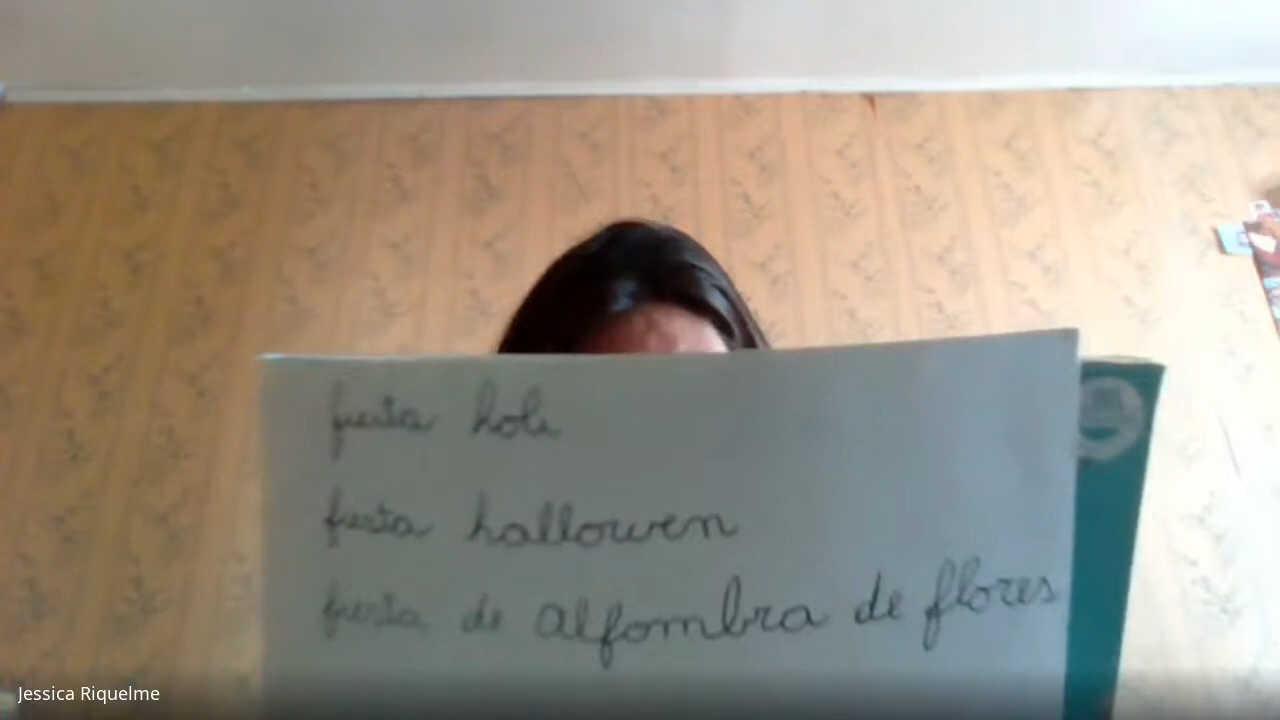 fiesta holi
fiesta hallowen
fiesta de alfombra de flores
Jessica Riquelme